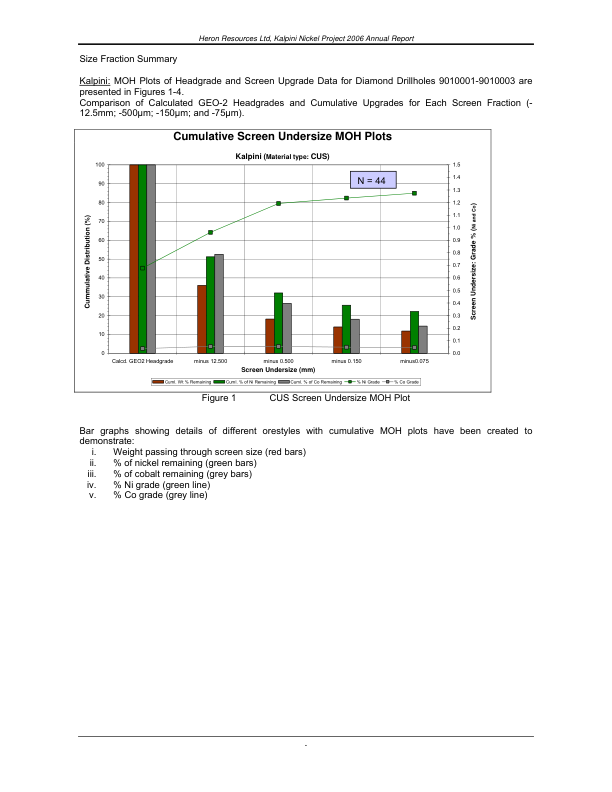 Heron Resources Ltd, Kalpini Nickel Project 2006 Annual Report
Size Fraction Summary
Kalpini: MOH Plots of Headgrade and Screen Upgrade Data for Diamond Drillholes 9010001-9010003 are
presented in Figures 1-4.
Comparison of Calculated GEO-2 Headgrades and Cumulative Upgrades for Each Screen Fraction (-
12.5mm; -500µm; -150µm; and -75µm).
Cumulative Screen Undersize MOH Plots
Kalpini (Material type: CUS)
N = 44
Cummulative Distribution (%)
100
90
80
70
60
50
40
30
20
10
0
1.5
1.4
1.3
1.2
1.1
1.0
0.9
0.8
0.7
0.6
0.5
0.4
0.3
0.2
0.1
0.0
Screen Undersize: Grade % (Ni and Co)
Calcd. GEO2 Headgrade minus 12.500 minus 0.500 minus 0.150 minus0.075
Screen Undersize (mm)
Cuml. Wt % Remaining Cuml. % of Ni Remaining Cuml. % of Co Remaining % Ni Grade % Co Grade
Figure 1 CUS Screen Undersize MOH Plot
Bar graphs showing details of different orestyles with cumulative MOH plots have been created to
demonstrate:
i. Weight passing through screen size (red bars)
ii. % of nickel remaining (green bars)
iii. % of cobalt remaining (grey bars)
iv. % Ni grade (green line)
v. % Co grade (grey line)
-